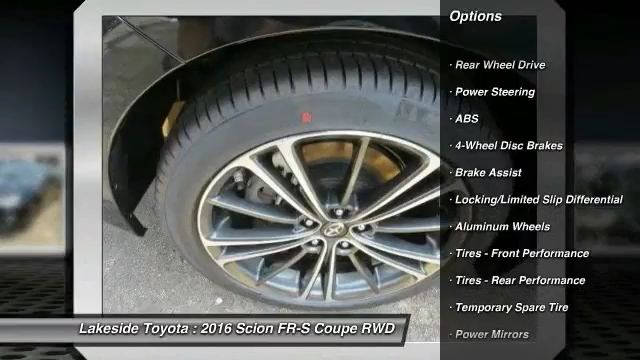 Options
· Rear Wheel Drive
· Power Steering
· ABS
· 4-Wheel Disc Brakes
· Brake Assist
· Locking/Limited Slip Differential
· Aluminum Wheels
· Tires - Front Performance
· Tires - Rear Performance
· Temporary Spare Tire
· Power Mirrors
Lakeside Toyota : 2016 Scion FR-S Coupe RWD